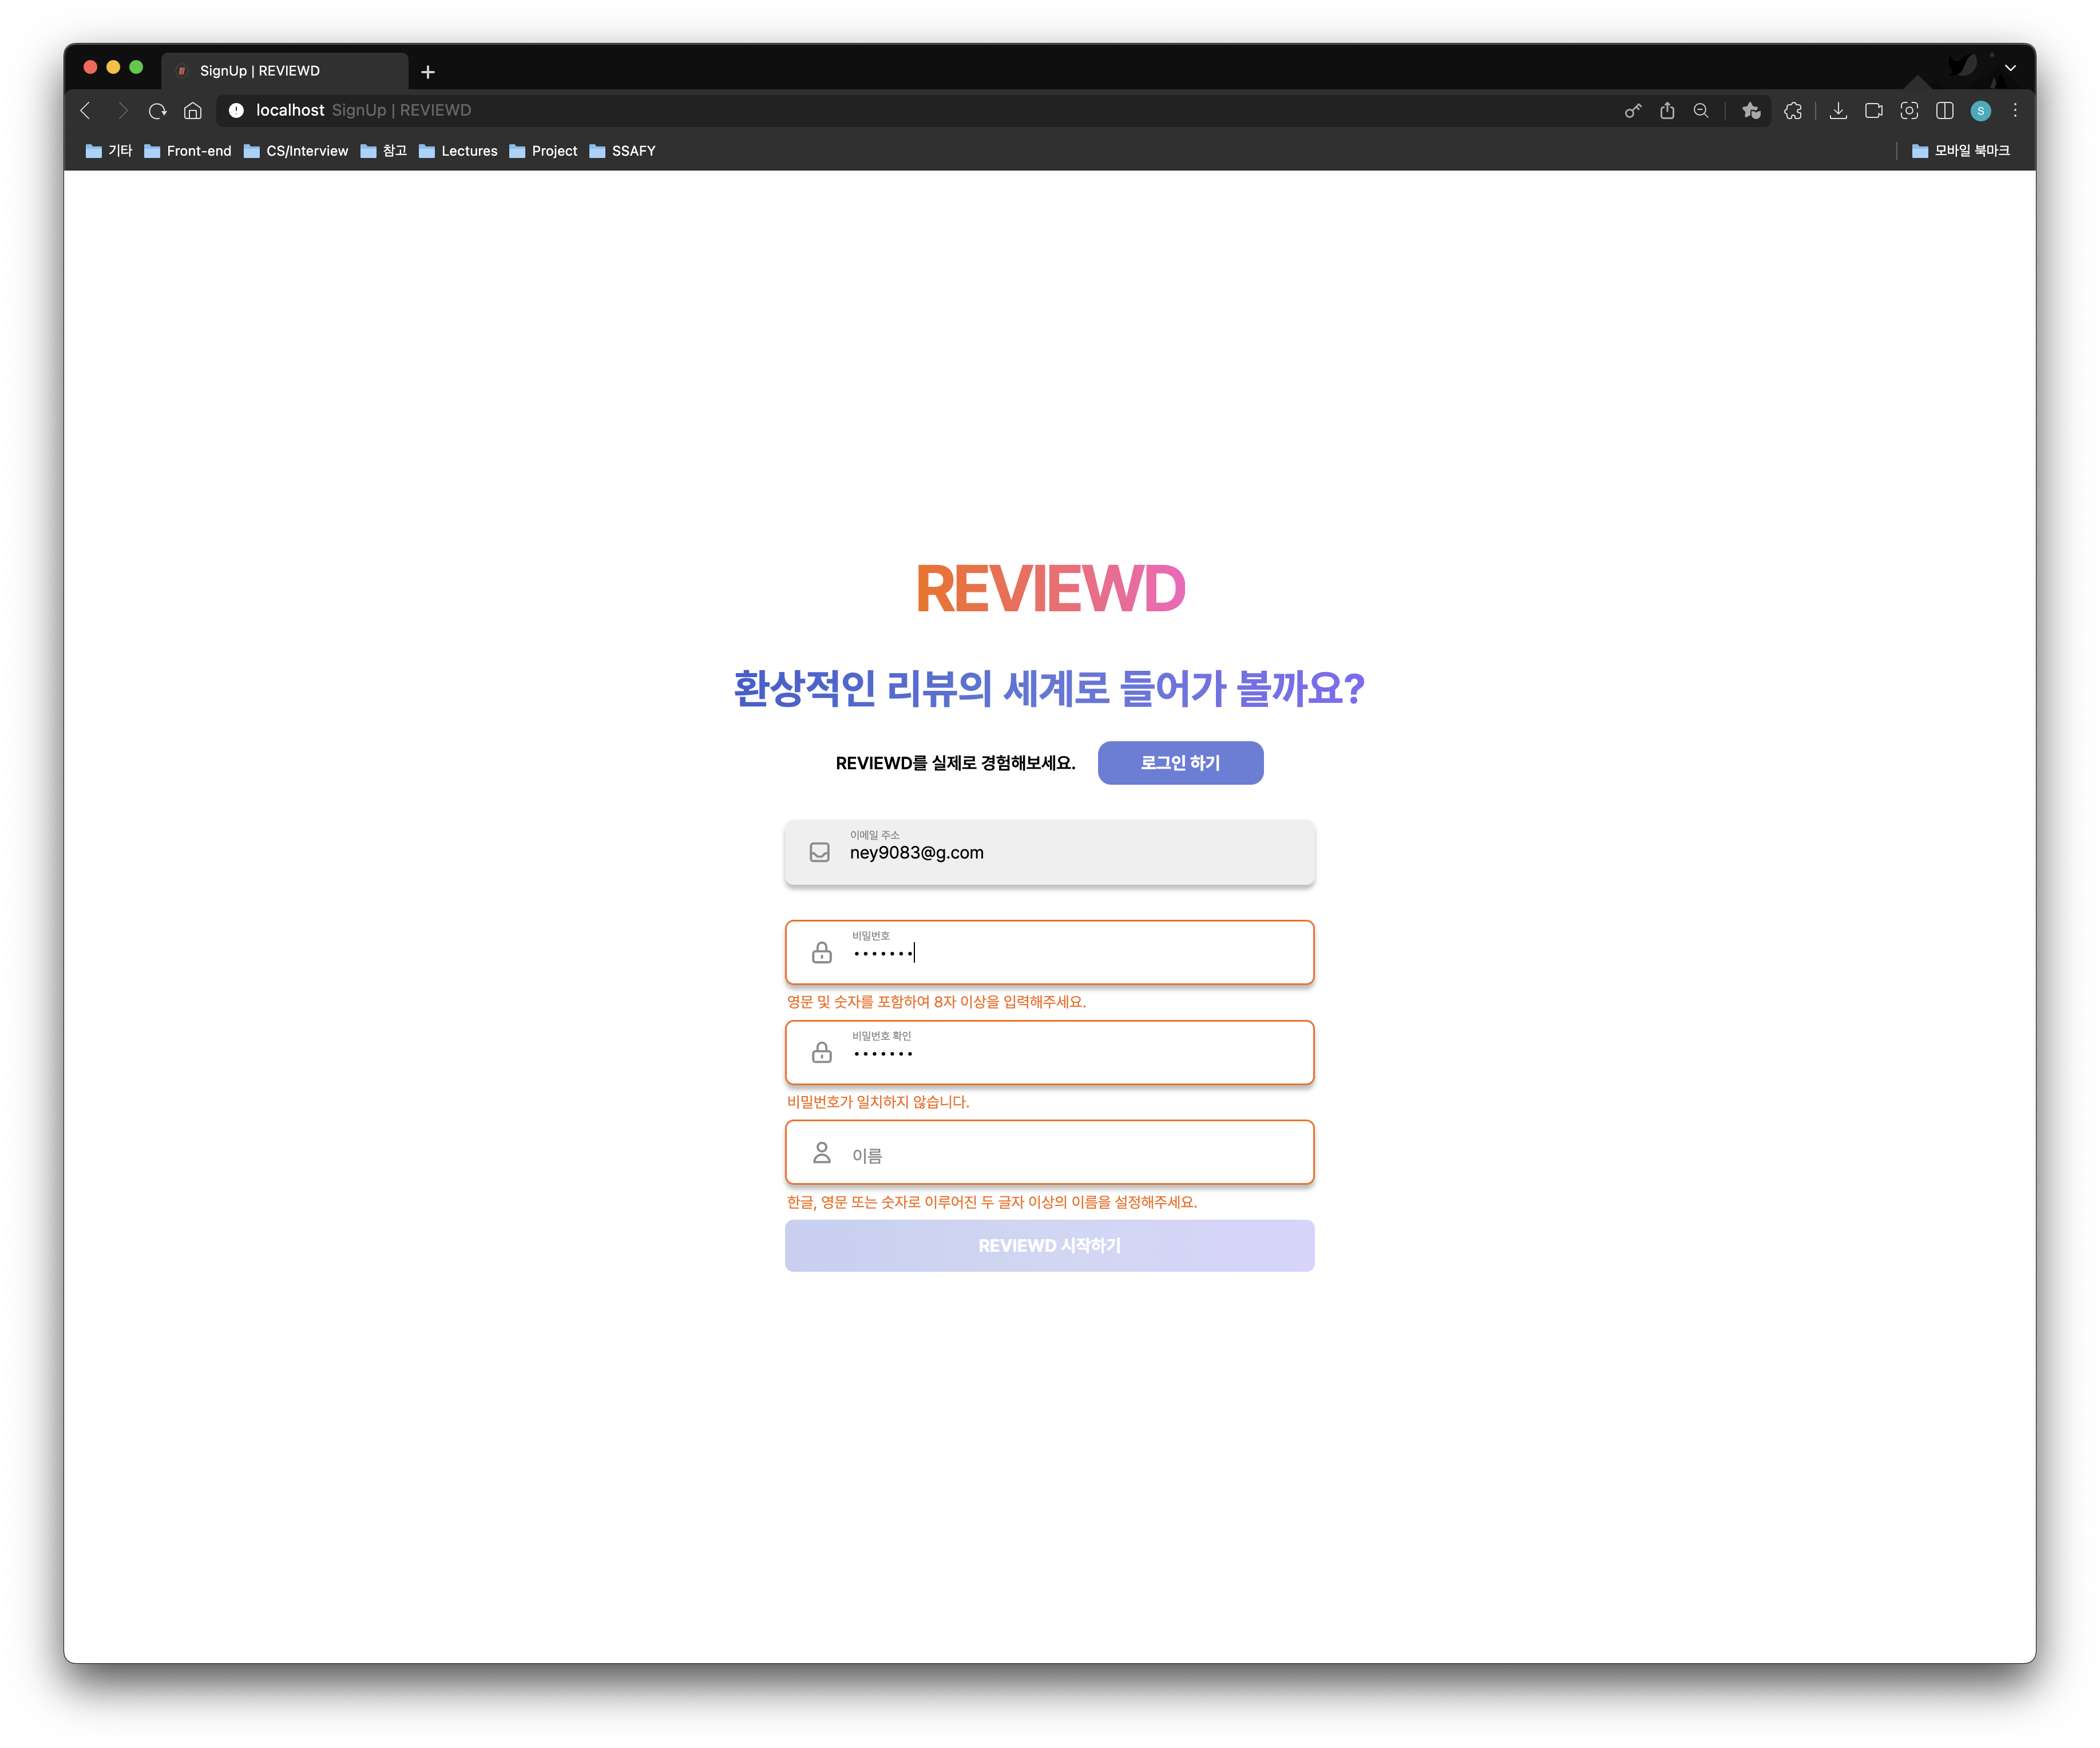 SignUp | REVIEWD
localhost SignUp | REVIEWD
S
기타 Front-end CS/Interview 참고 Lectures Project SSAFY 모바일 북마크
REVIEWD
환상적인 리뷰의 세계로 들어가 볼까요?
REVIEWD를 실제로 경험해보세요. 로그인 하기
이메일 주소
ney9083@g.com
비밀번호
•••••••
영문 및 숫자를 포함하여 8자 이상을 입력해주세요.
비밀번호 확인
•••••••
비밀번호가 일치하지 않습니다.
이름
한글, 영문 또는 숫자로 이루어진 두 글자 이상의 이름을 설정해주세요.
REVIEWD 시작하기